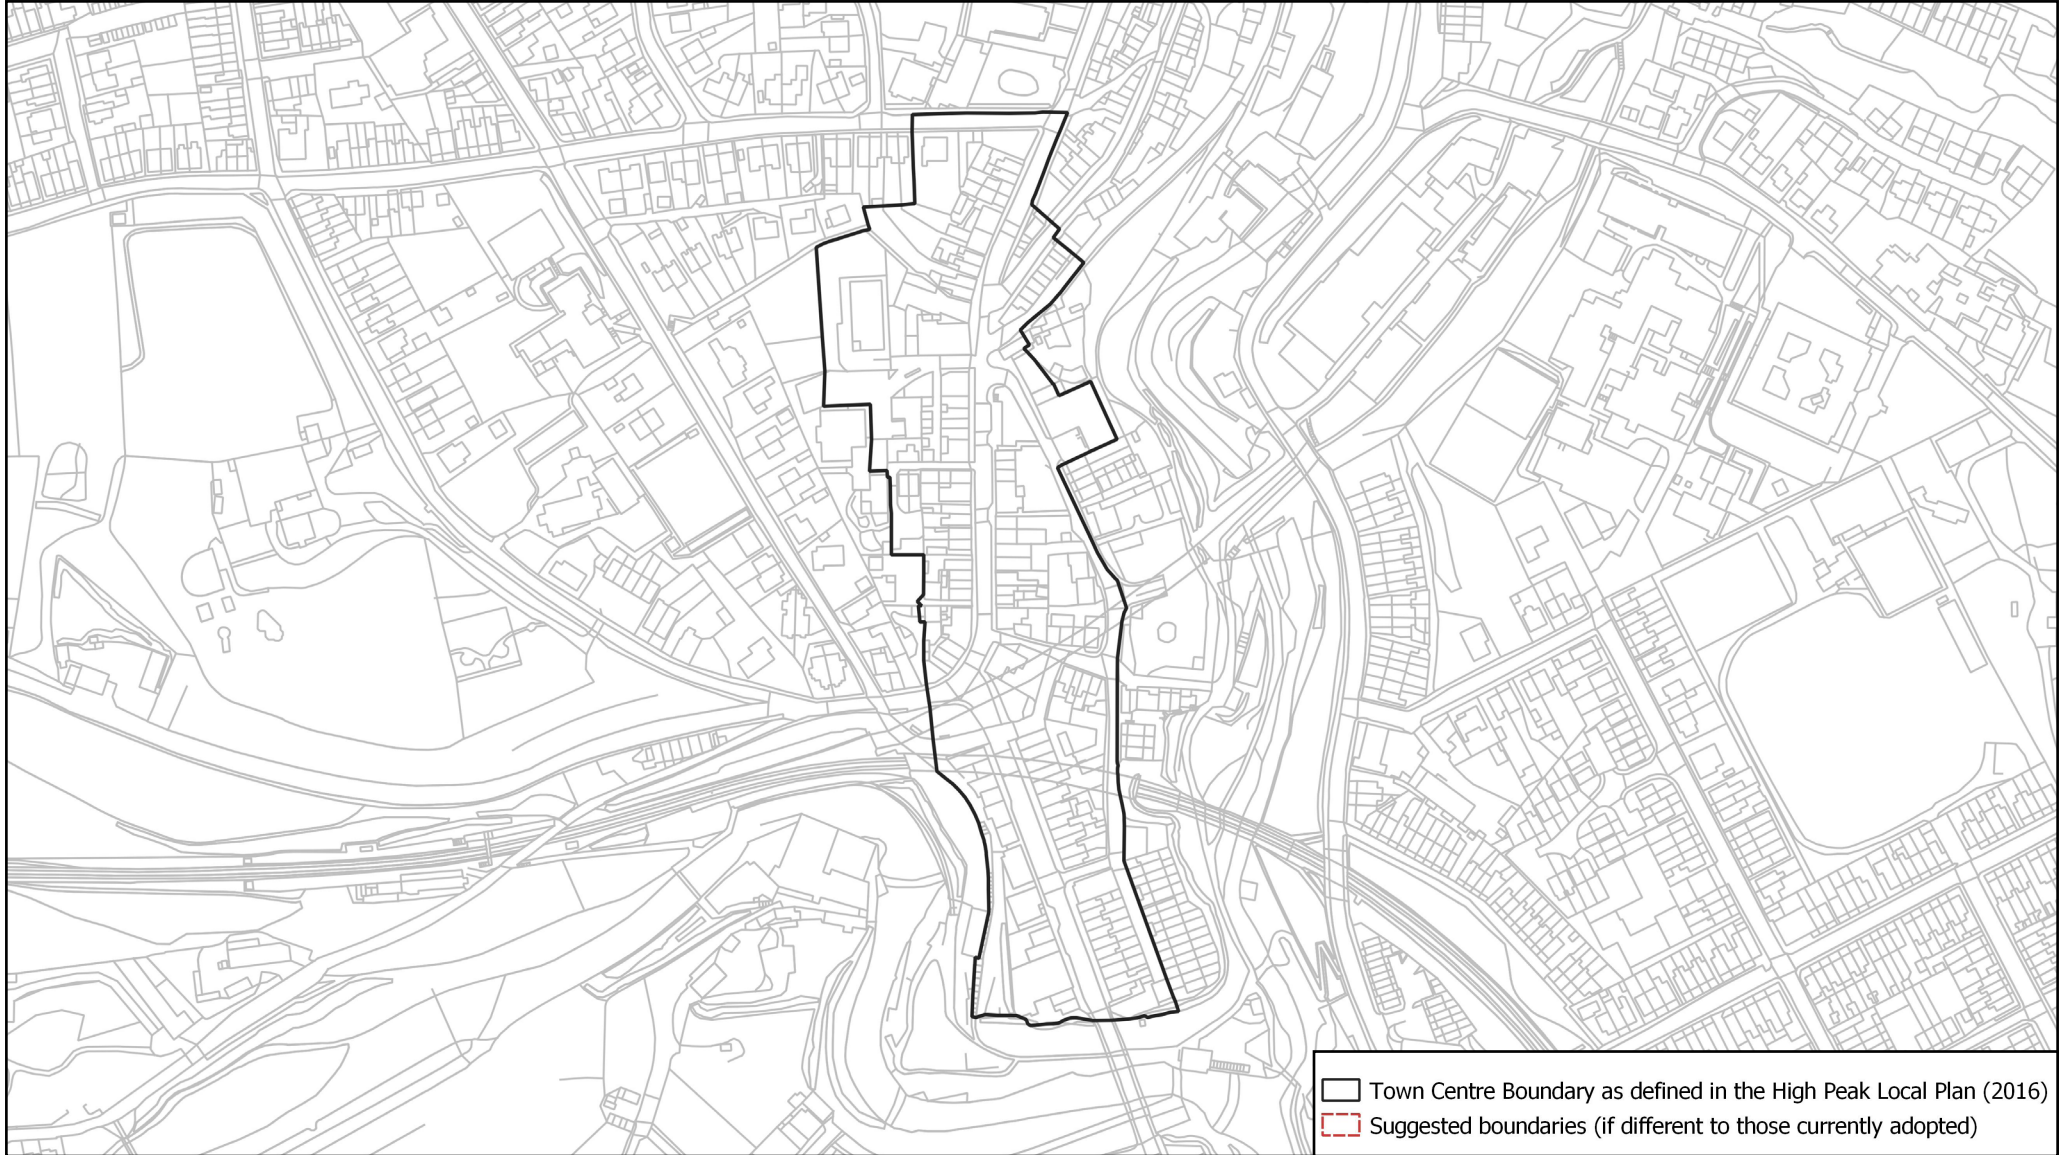 Town Centre Boundary as defined in the High Peak Local Plan (2016)
Suggested boundaries (if different to those currently adopted)